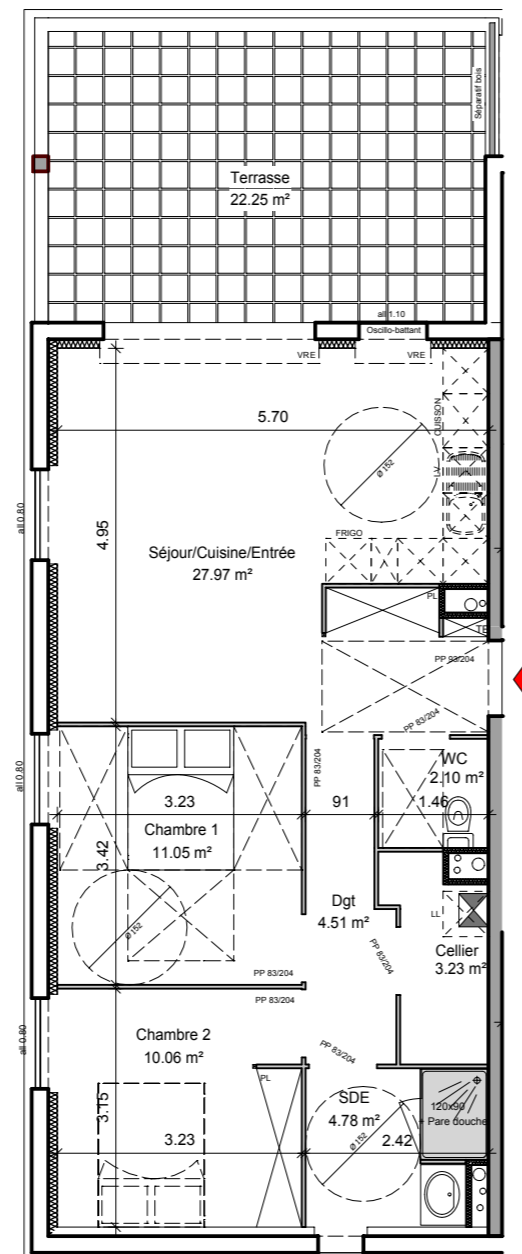 Séparatif bois
Terrasse
22.25 m²
all 1.10
Oscillo-battant
VRE
VRE
5.70
CUISSON
Ø 152
LV
all 0.80
4.95
FRIGO
Séjour/Cuisine/Entrée
27.97 m²
PL
TE
PP 93/204
PP 83/204
PP 83/204
WC
2.10 m²
all 0.80
3.23
91
1.46
Chambre 1
11.05 m²
3.42
Dgt
4.51 m²
LL
Cellier
3.23 m²
Ø 152
PP 83/204
PP 83/204
PP 83/204
all 0.80
Chambre 2
10.06 m²
PP 83/204
PL
SDE
4.78 m²
120x90
+ Pare douche
3.15
3.23
Ø 152
2.42